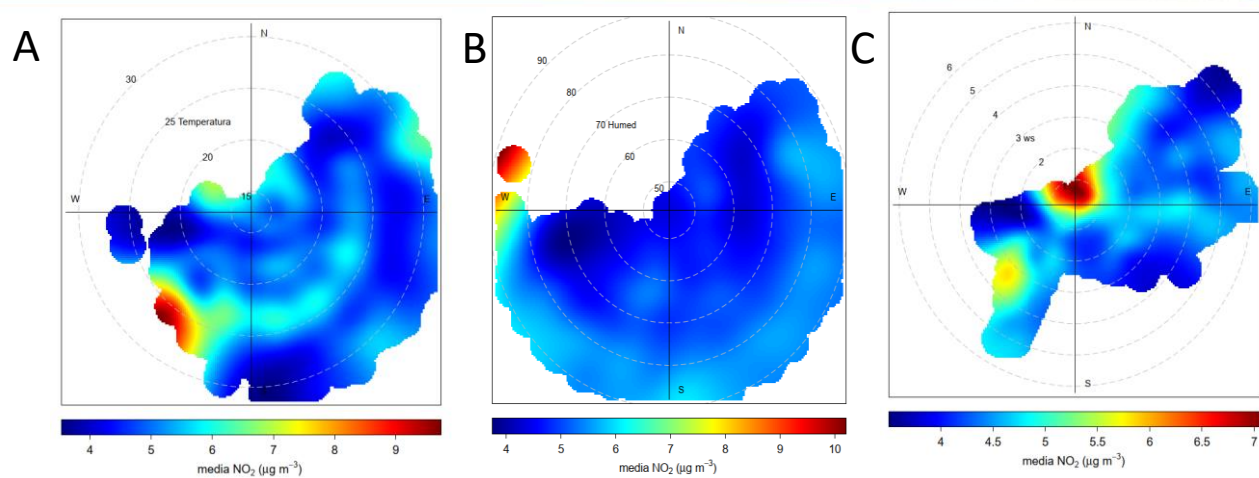 A
N
30
25 Temperatura
20
15
W
E
4 5 6 7 8 9
media NO₂ (µg m⁻³)
B
N
90
80
70 Humed
60
50
W
E
S
4 5 6 7 8 9 10
media NO₂ (µg m⁻³)
C
N
6
5
4
3 ws
2
W
E
S
4 4.5 5 5.5 6 6.5 7
media NO₂ (µg m⁻³)